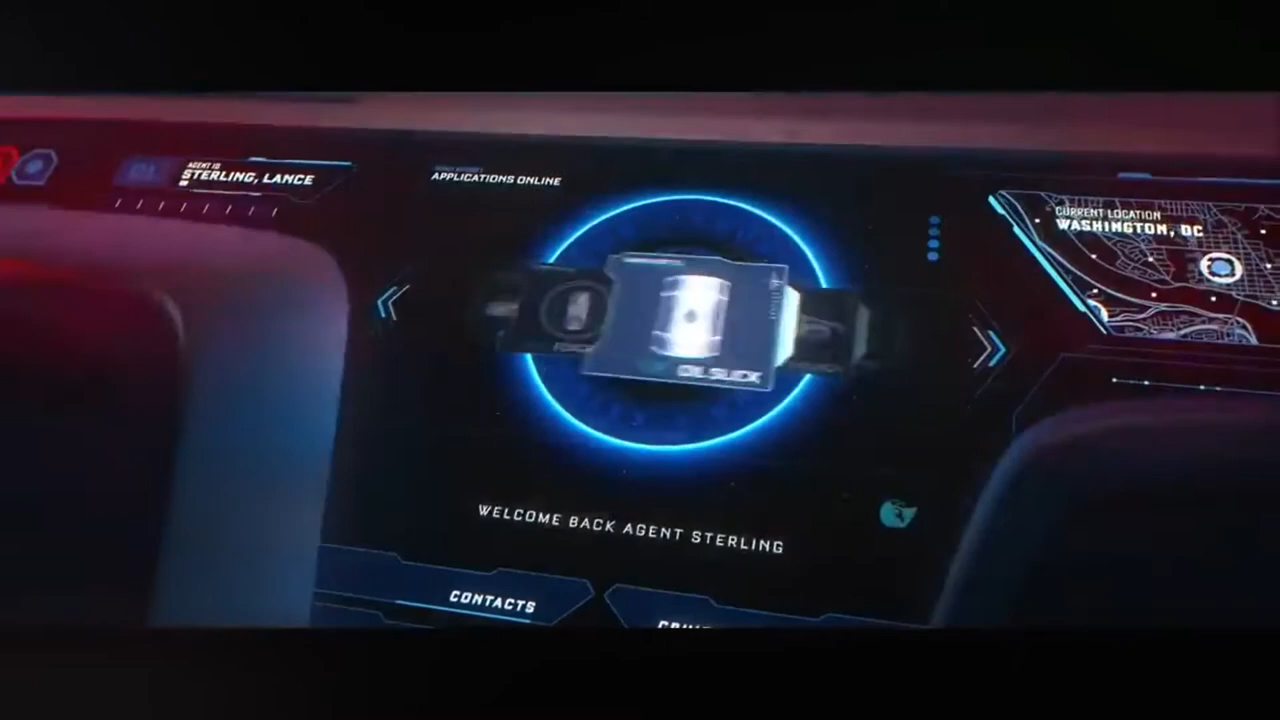 AGENT ID
STERLING, LANCE
APPLICATIONS ONLINE
CURRENT LOCATION
WASHINGTON, DC
OIL SLICK
WELCOME BACK AGENT STERLING
CONTACTS